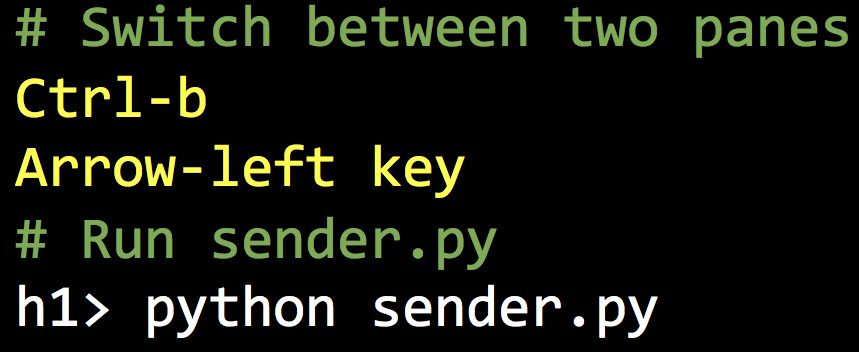 # Switch between two panes
Ctrl-b
Arrow-left key
# Run sender.py
h1> python sender.py